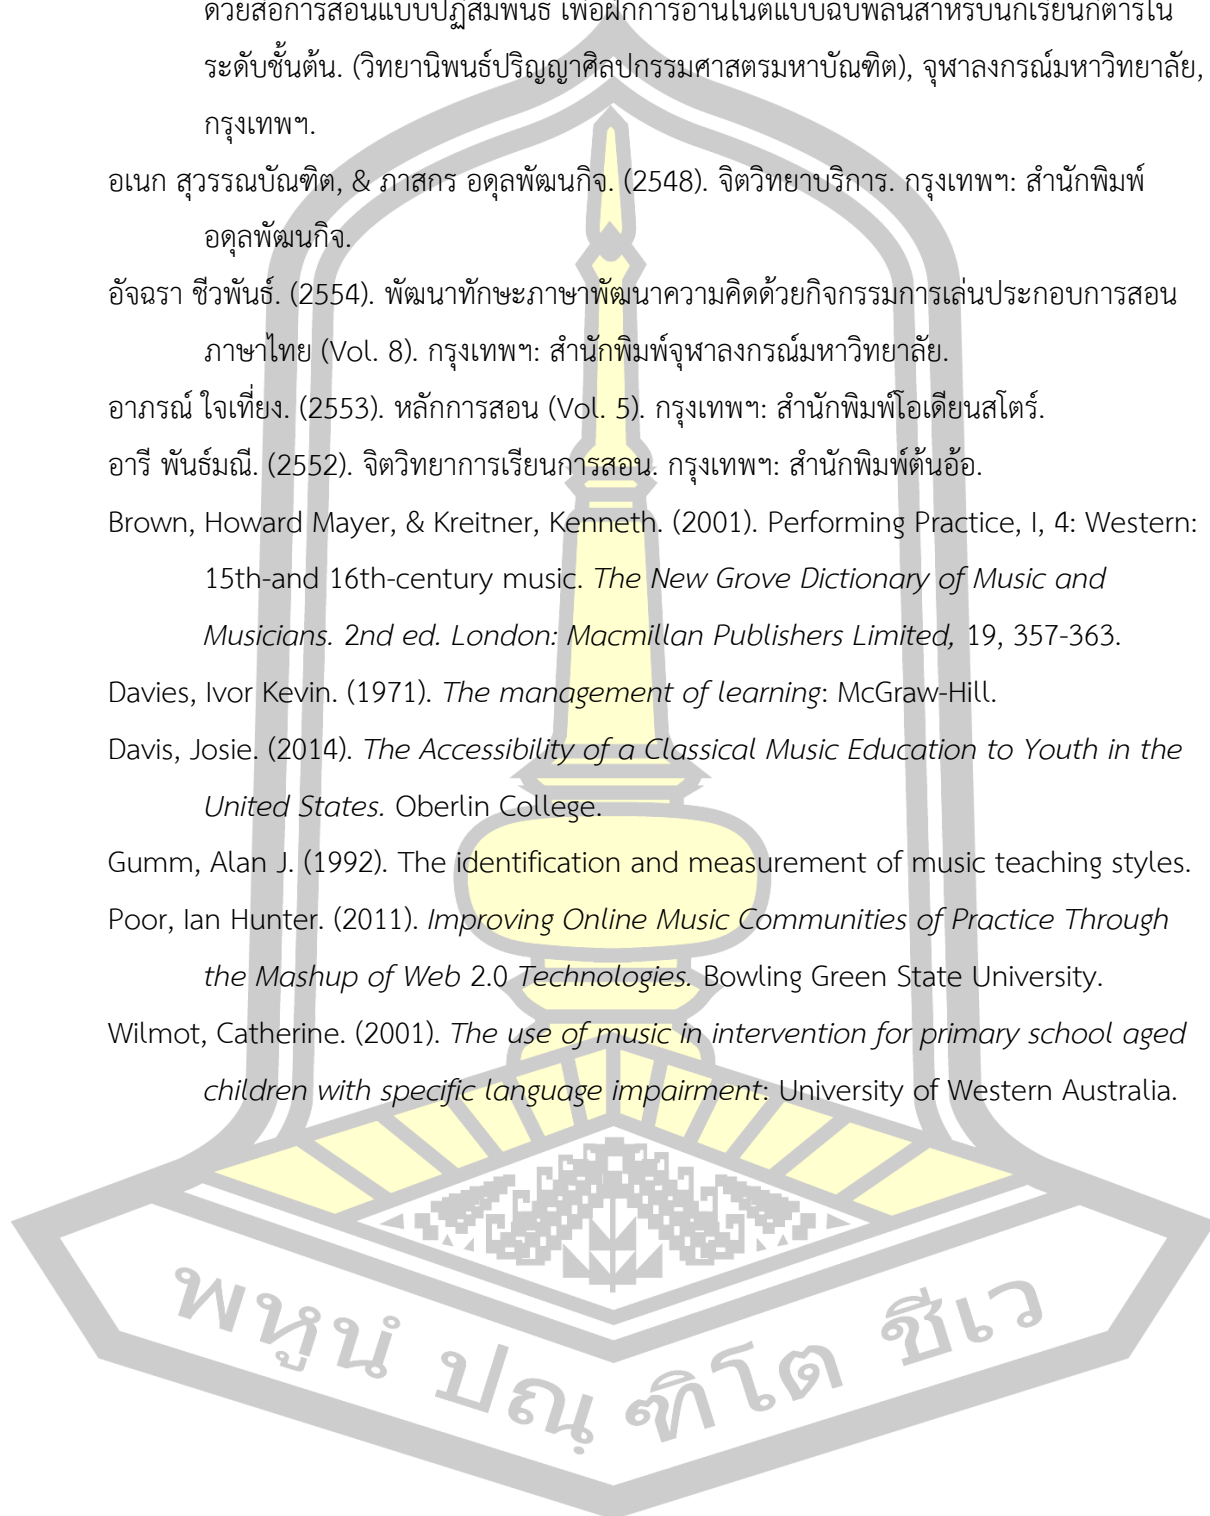 ด้วยสื่อการสอนแบบปฏิสัมพันธ์ เพื่อฝึกการอ่านโน้ตแบบฉับพลันสำหรับนักเรียนกีตาร์ใน
ระดับชั้นต้น. (วิทยานิพนธ์ปริญญาศิลปกรรมศาสตรมหาบัณฑิต), จุฬาลงกรณ์มหาวิทยาลัย,
กรุงเทพฯ.
อเนก สุวรรณบัณฑิต, & ภาสกร อดุลพัฒนกิจ. (2548). จิตวิทยาบริการ. กรุงเทพฯ: สำนักพิมพ์
อดุลพัฒนกิจ.
อัจฉรา ชีวพันธ์. (2554). พัฒนาทักษะภาษาพัฒนาความคิดด้วยกิจกรรมการเล่นประกอบการสอน
ภาษาไทย (Vol. 8). กรุงเทพฯ: สำนักพิมพ์จุฬาลงกรณ์มหาวิทยาลัย.
อาภรณ์ ใจเที่ยง. (2553). หลักการสอน (Vol. 5). กรุงเทพฯ: สำนักพิมพ์โอเดียนสโตร์.
อารี พันธ์มณี. (2552). จิตวิทยาการเรียนการสอน. กรุงเทพฯ: สำนักพิมพ์ต้นอ้อ.
Brown, Howard Mayer, & Kreitner, Kenneth. (2001). Performing Practice, I, 4: Western:
15th-and 16th-century music. The New Grove Dictionary of Music and
Musicians. 2nd ed. London: Macmillan Publishers Limited, 19, 357-363.
Davies, Ivor Kevin. (1971). The management of learning: McGraw-Hill.
Davis, Josie. (2014). The Accessibility of a Classical Music Education to Youth in the
United States. Oberlin College.
Gumm, Alan J. (1992). The identification and measurement of music teaching styles.
Poor, Ian Hunter. (2011). Improving Online Music Communities of Practice Through
the Mashup of Web 2.0 Technologies. Bowling Green State University.
Wilmot, Catherine. (2001). The use of music in intervention for primary school aged
children with specific language impairment: University of Western Australia.
พหูนํ ปณฺฑิโต ชีเว